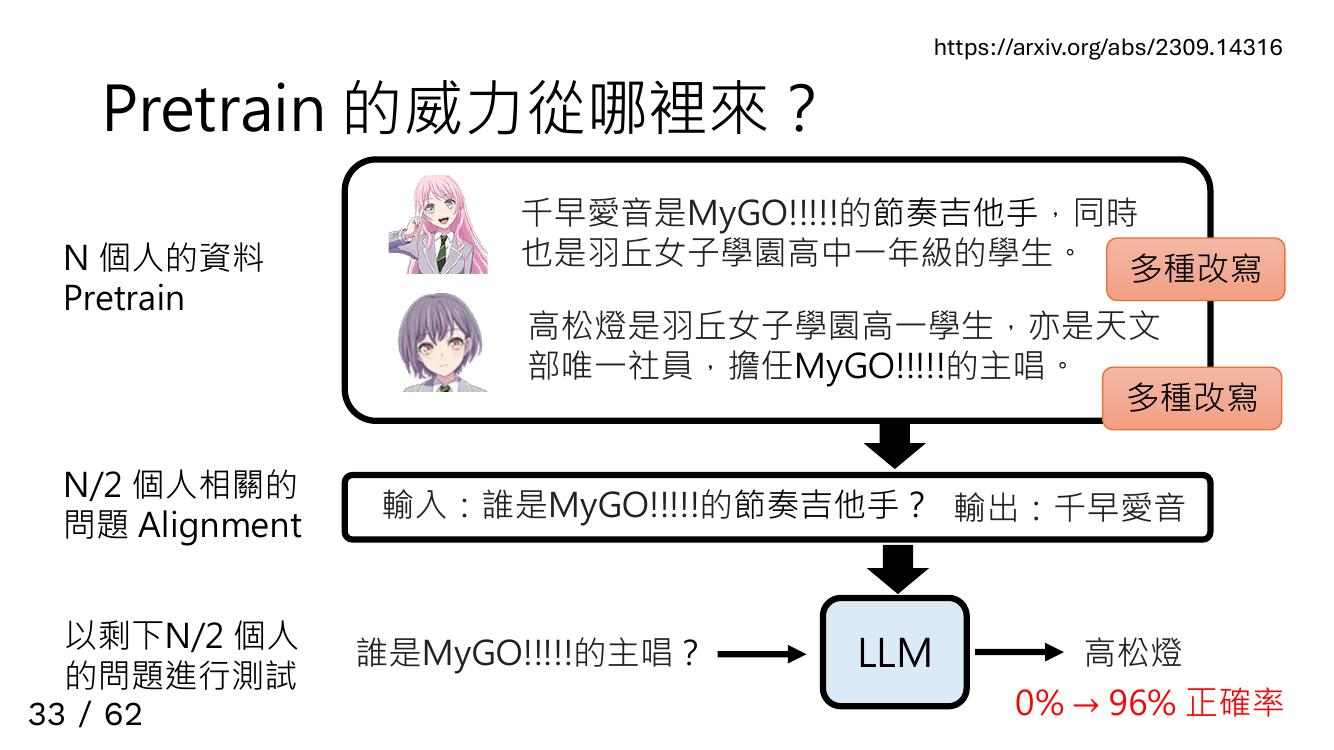 https://arxiv.org/abs/2309.14316
Pretrain 的威力從哪裡來？
N 個人的資料
Pretrain
千早愛音是MyGO!!!!!的節奏吉他手，同時
也是羽丘女子學園高中一年級的學生。
多種改寫
高松燈是羽丘女子學園高一學生，亦是天文
部唯一社員，擔任MyGO!!!!!的主唱。
多種改寫
N/2 個人相關的
問題 Alignment
輸入：誰是MyGO!!!!!的節奏吉他手？ 輸出：千早愛音
以剩下N/2 個人
的問題進行測試
誰是MyGO!!!!!的主唱？
LLM
高松燈
0% → 96% 正確率
33 / 62